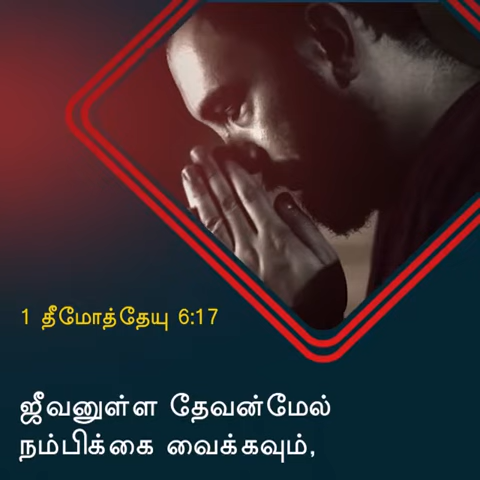 1 தீமோத்தேயு 6:17
ஜீவனுள்ள தேவன்மேல்
நம்பிக்கை வைக்கவும்,